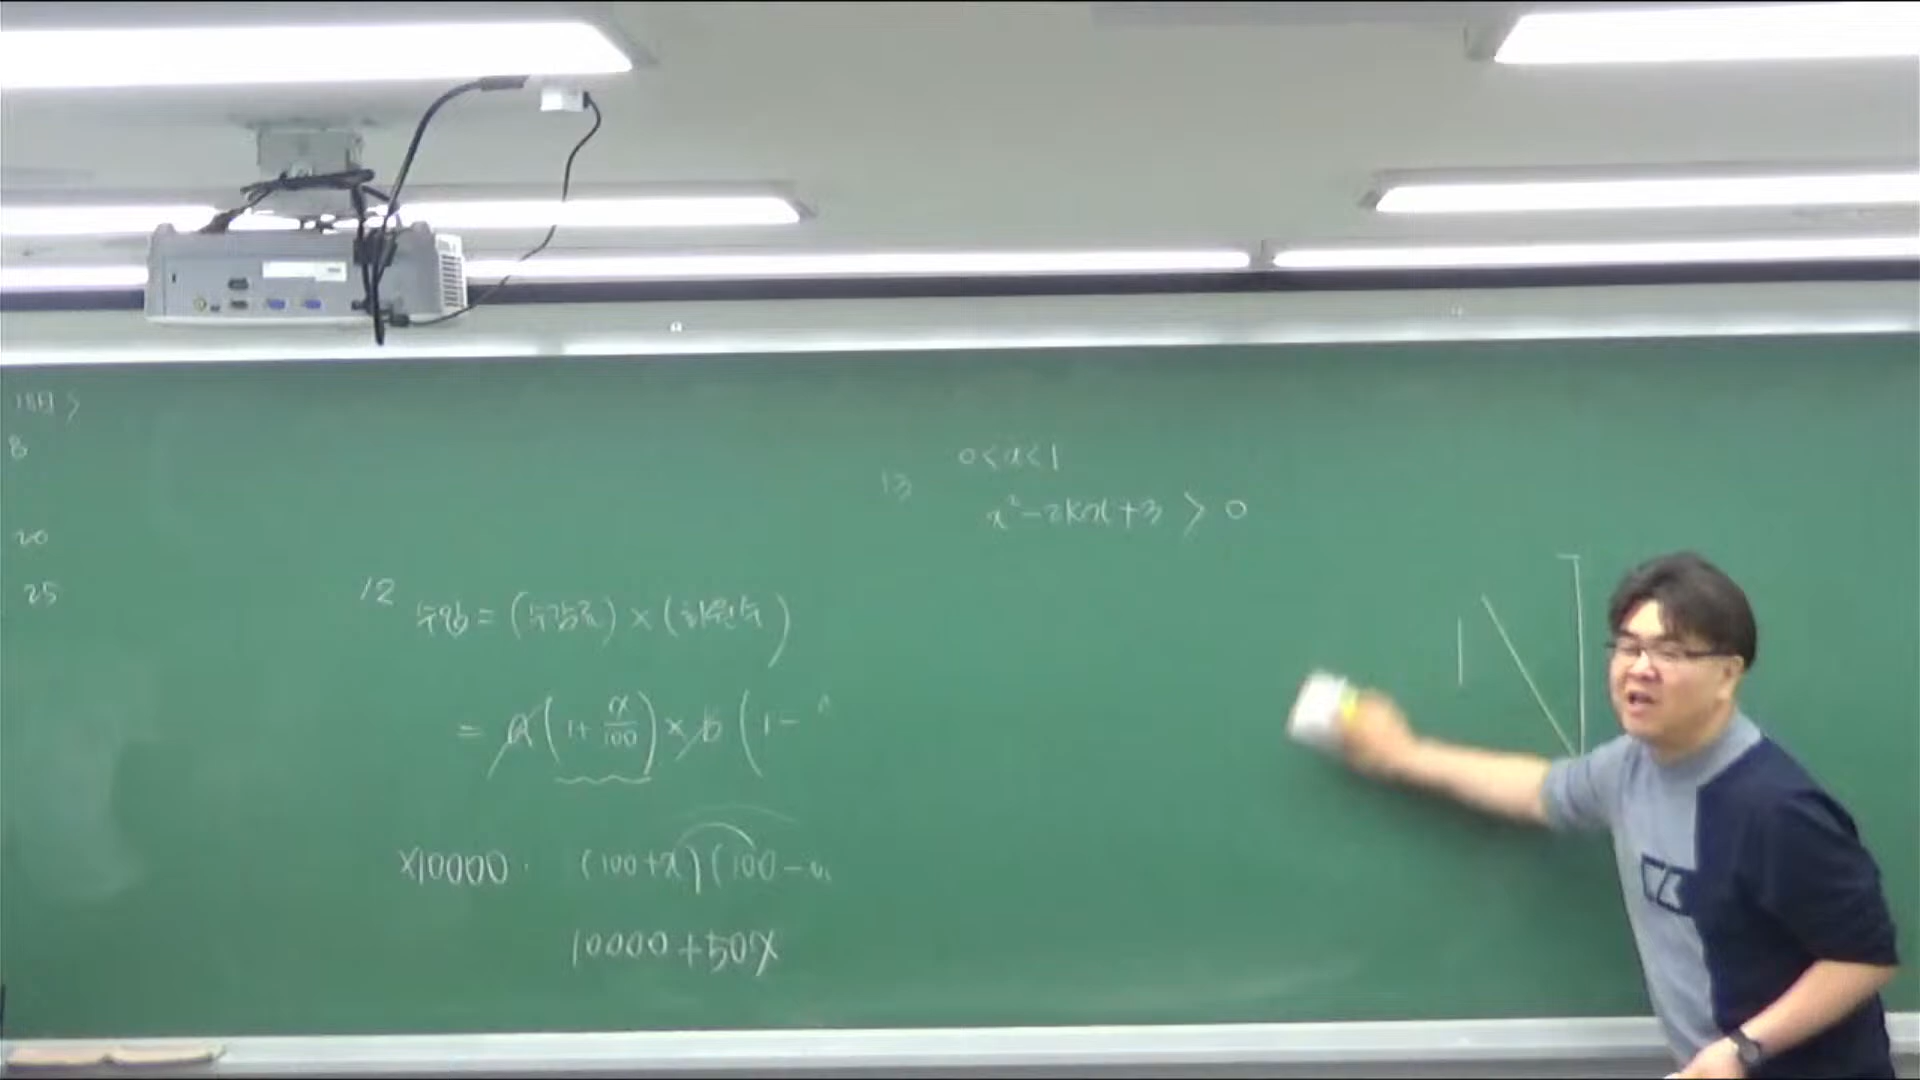 8
20
25
12
수입 = (수강료) × (회원수)
= a(1+x/100) × b(1-
×10000 · (100+x)(100-
10000+50x
13
0<x<1
x²-2kx+3 > 0